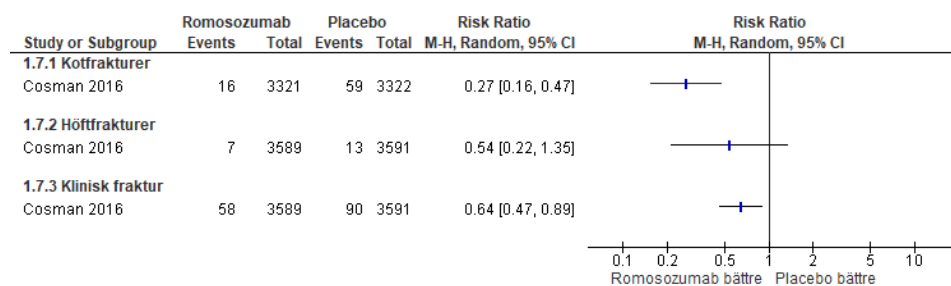 Romosozumab Placebo Risk Ratio Risk Ratio
Study or Subgroup Events Total Events Total M-H, Random, 95% CI M-H, Random, 95% CI
1.7.1 Kotfrakturer
Cosman 2016 16 3321 59 3322 0.27 [0.16, 0.47]
1.7.2 Höftfrakturer
Cosman 2016 7 3589 13 3591 0.54 [0.22, 1.35]
1.7.3 Klinisk fraktur
Cosman 2016 58 3589 90 3591 0.64 [0.47, 0.89]
0.1 0.2 0.5 1 2 5 10
Romosozumab bättre Placebo bättre